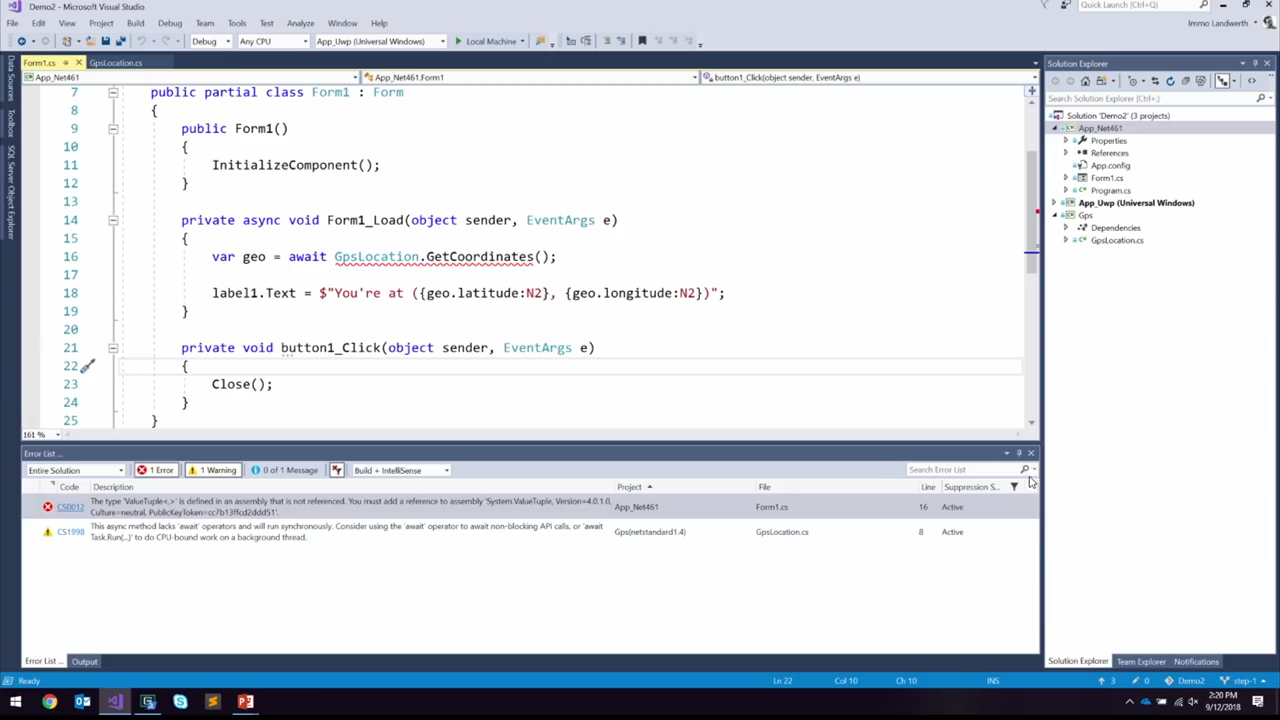 Demo2 - Microsoft Visual Studio
Quick Launch (Ctrl+Q)
File Edit View Project Build Debug Team Tools Test Analyze Window Help
Immo Landwerth
Debug Any CPU App_Uwp (Universal Windows) Local Machine
Form1.cs GpsLocation.cs
App_Net461 App_Net461.Form1 button1_Click(object sender, EventArgs e)
Data Sources
Toolbox
SQL Server Object Explorer
7 public partial class Form1 : Form
8 {
9 public Form1()
10 {
11 InitializeComponent();
12 }
13
14 private async void Form1_Load(object sender, EventArgs e)
15 {
16 var geo = await GpsLocation.GetCoordinates();
17
18 label1.Text = $"You're at ({geo.latitude:N2}, {geo.longitude:N2})";
19 }
20
21 private void button1_Click(object sender, EventArgs e)
22 {
23 Close();
24 }
25 }
161 %
Solution Explorer
Search Solution Explorer (Ctrl+;)
Solution 'Demo2' (3 projects)
App_Net461
Properties
References
App.config
Form1.cs
Program.cs
App_Uwp (Universal Windows)
Gps
Dependencies
GpsLocation.cs
Error List ...
Entire Solution 1 Error 1 Warning 0 of 1 Message Build + IntelliSense Search Error List
Code Description Project File Line Suppression S...
CS0012 The type 'ValueTuple<,>' is defined in an assembly that is not referenced. You must add a reference to assembly 'System.ValueTuple, Version=4.0.1.0, Culture=neutral, PublicKeyToken=cc7b13ffcd2ddd51'. App_Net461 Form1.cs 16 Active
CS1998 This async method lacks 'await' operators and will run synchronously. Consider using the 'await' operator to await non-blocking API calls, or 'await Task.Run(...)' to do CPU-bound work on a background thread. Gps(netstandard1.4) GpsLocation.cs 8 Active
Error List ... Output
Solution Explorer Team Explorer Notifications
Ready Ln 22 Col 10 Ch 10 INS 3 0 Demo2 step-1
2:20 PM
9/12/2018